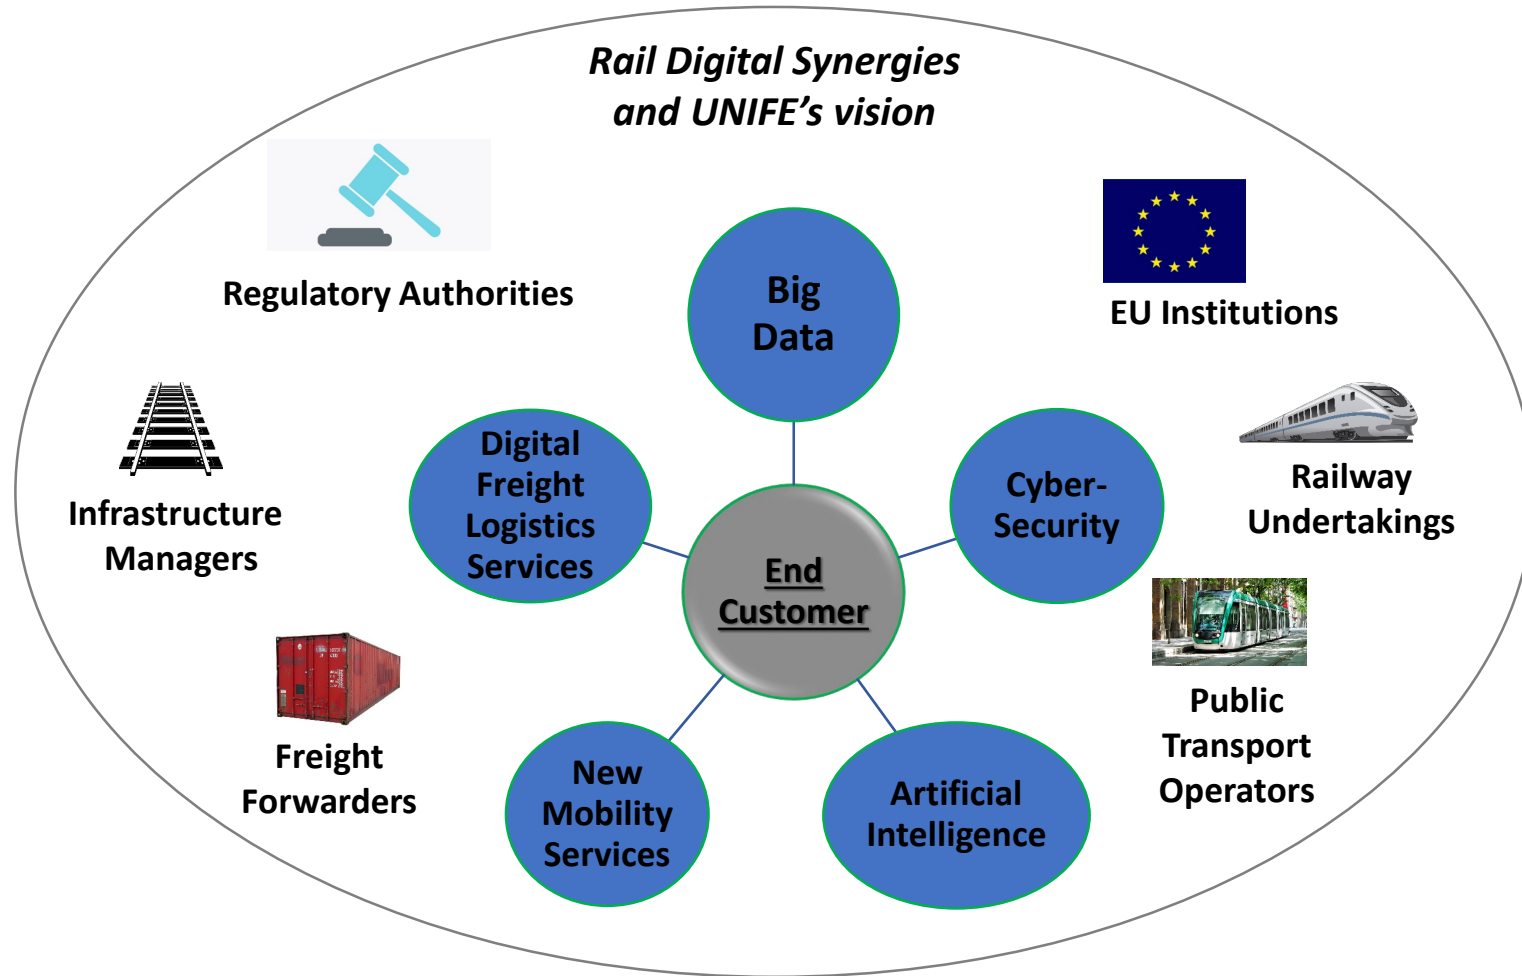 Rail Digital Synergies
and UNIFE's vision
Regulatory Authorities
EU Institutions
Big
Data
Digital
Freight
Logistics
Services
Cyber-
Security
Railway
Undertakings
Infrastructure
Managers
End
Customer
Public
Transport
Operators
Freight
Forwarders
New
Mobility
Services
Artificial
Intelligence